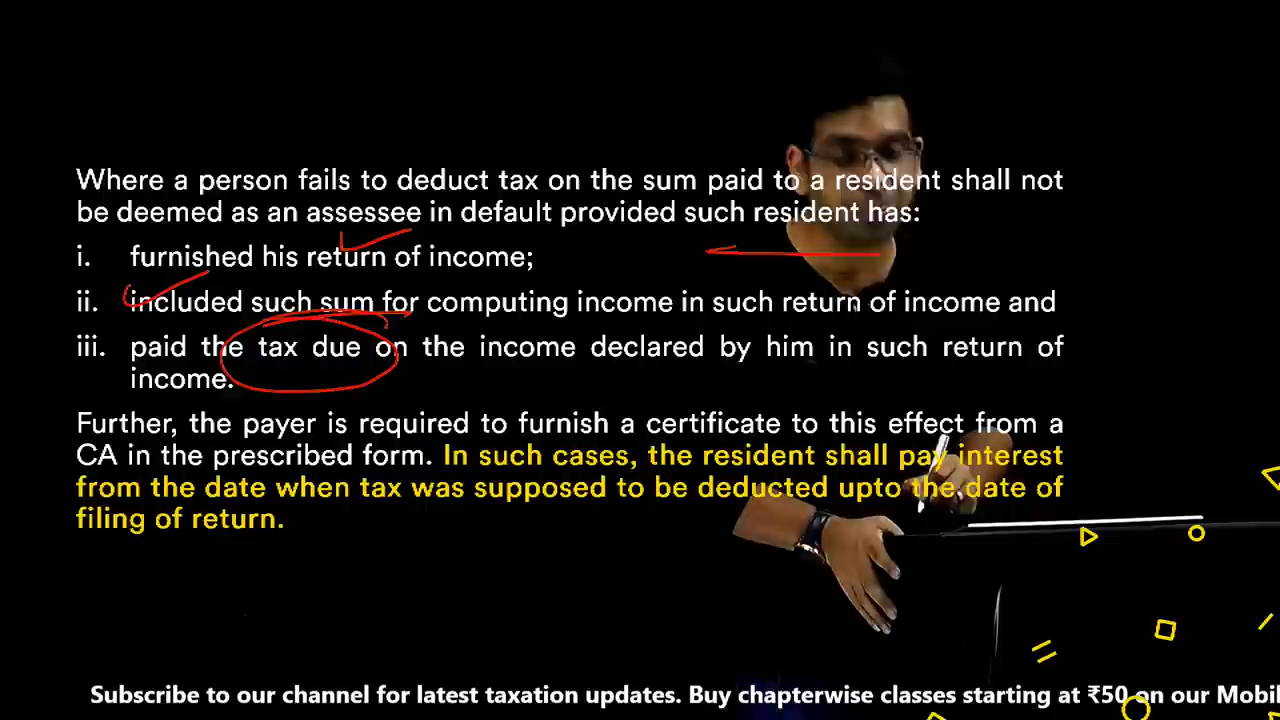 Where a person fails to deduct tax on the sum paid to a resident shall not
be deemed as an assessee in default provided such resident has:
i. furnished his return of income;
ii. included such sum for computing income in such return of income and
iii. paid the tax due on the income declared by him in such return of
income.
Further, the payer is required to furnish a certificate to this effect from a
CA in the prescribed form. In such cases, the resident shall pay interest
from the date when tax was supposed to be deducted upto the date of
filing of return.
Subscribe to our channel for latest taxation updates. Buy chapterwise classes starting at ₹50 on our Mobil